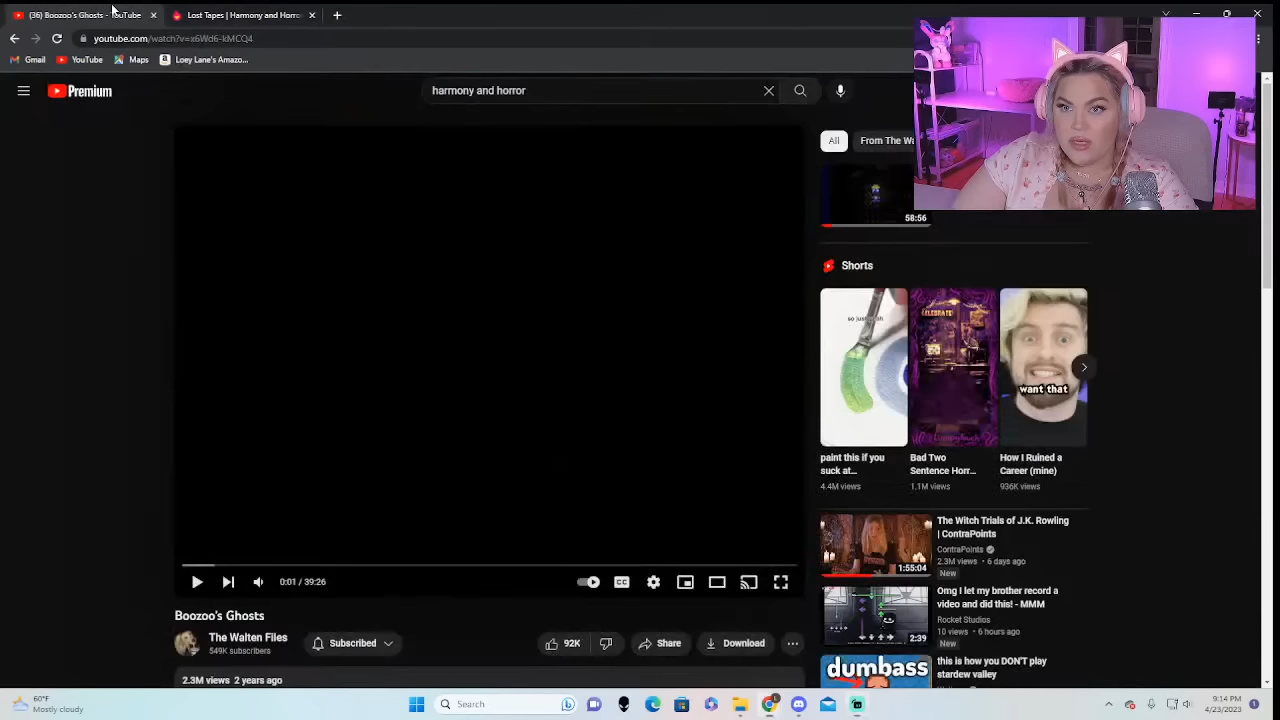 (36) Boozoo's Ghosts - YouTube
Lost Tapes | Harmony and Horror
youtube.com/watch?v=x6Wd6-kMCQ4
Gmail
YouTube
Maps
Loey Lane's Amazo...
Premium
harmony and horror
All
From The Wa
58:56
Shorts
CELEBRATE
want that
paint this if you
suck at...
4.4M views
Bad Two
Sentence Horr...
1.1M views
How I Ruined a
Career (mine)
936K views
The Witch Trials of J.K. Rowling
| ContraPoints
ContraPoints
2.3M views • 6 days ago
New
1:55:04
Omg I let my brother record a
video and did this! - MMM
Rocket Studios
10 views • 6 hours ago
New
2:39
this is how you DON'T play
stardew valley
dumbass
0:01 / 39:26
CC
Boozoo's Ghosts
The Walten Files
549K subscribers
Subscribed
92K
Share
Download
2.3M views 2 years ago
60°F
Mostly cloudy
Search
9:14 PM
4/23/2023